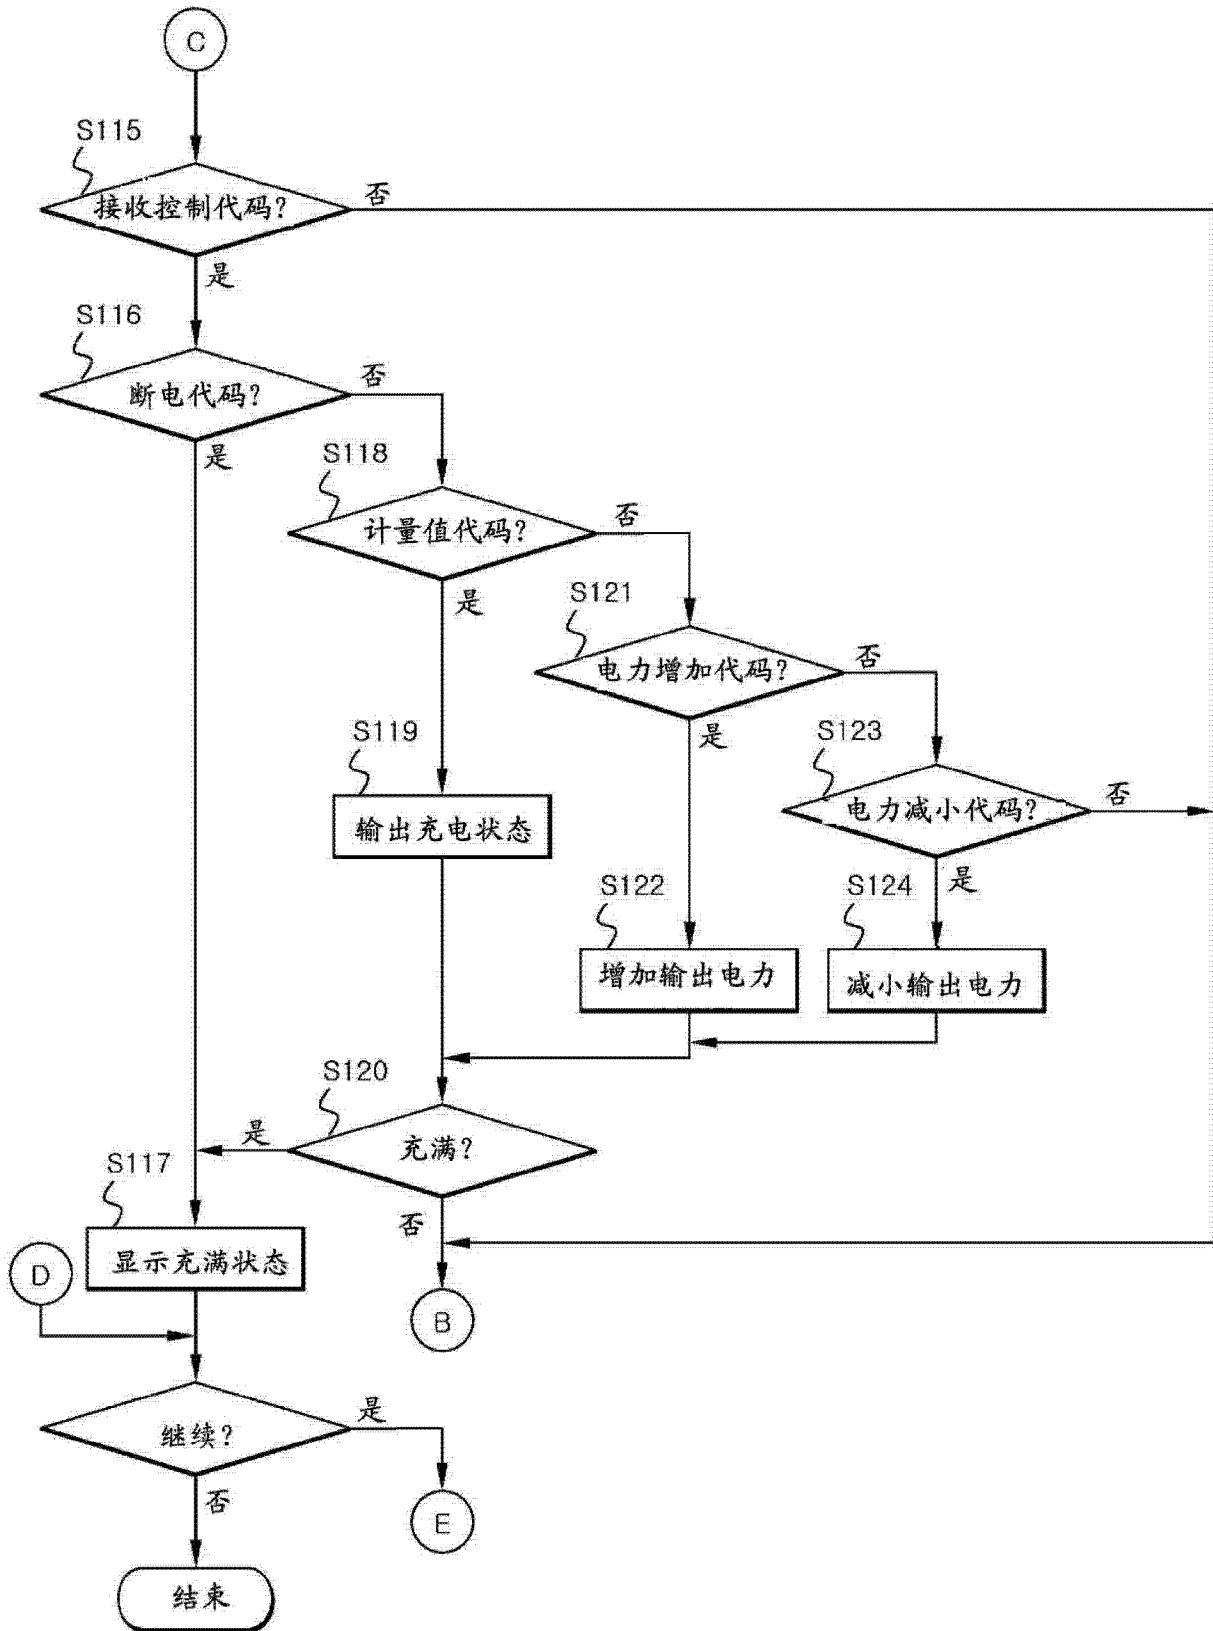 C
S115
接收控制代码?
否
是
S116
断电代码?
否
是
S118
计量值代码?
否
是
S121
电力增加代码?
否
是
S123
电力减小代码?
否
是
S119
输出充电状态
S122
增加输出电力
S124
减小输出电力
S120
充满?
是
否
S117
显示充满状态
D
B
继续?
是
否
E
结束